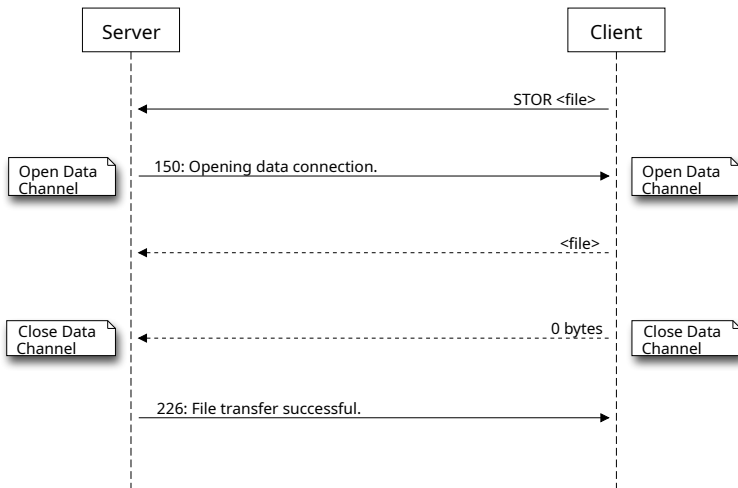 Server
Client
STOR <file>
Open Data
Channel
150: Opening data connection.
Open Data
Channel
<file>
Close Data
Channel
0 bytes
Close Data
Channel
226: File transfer successful.